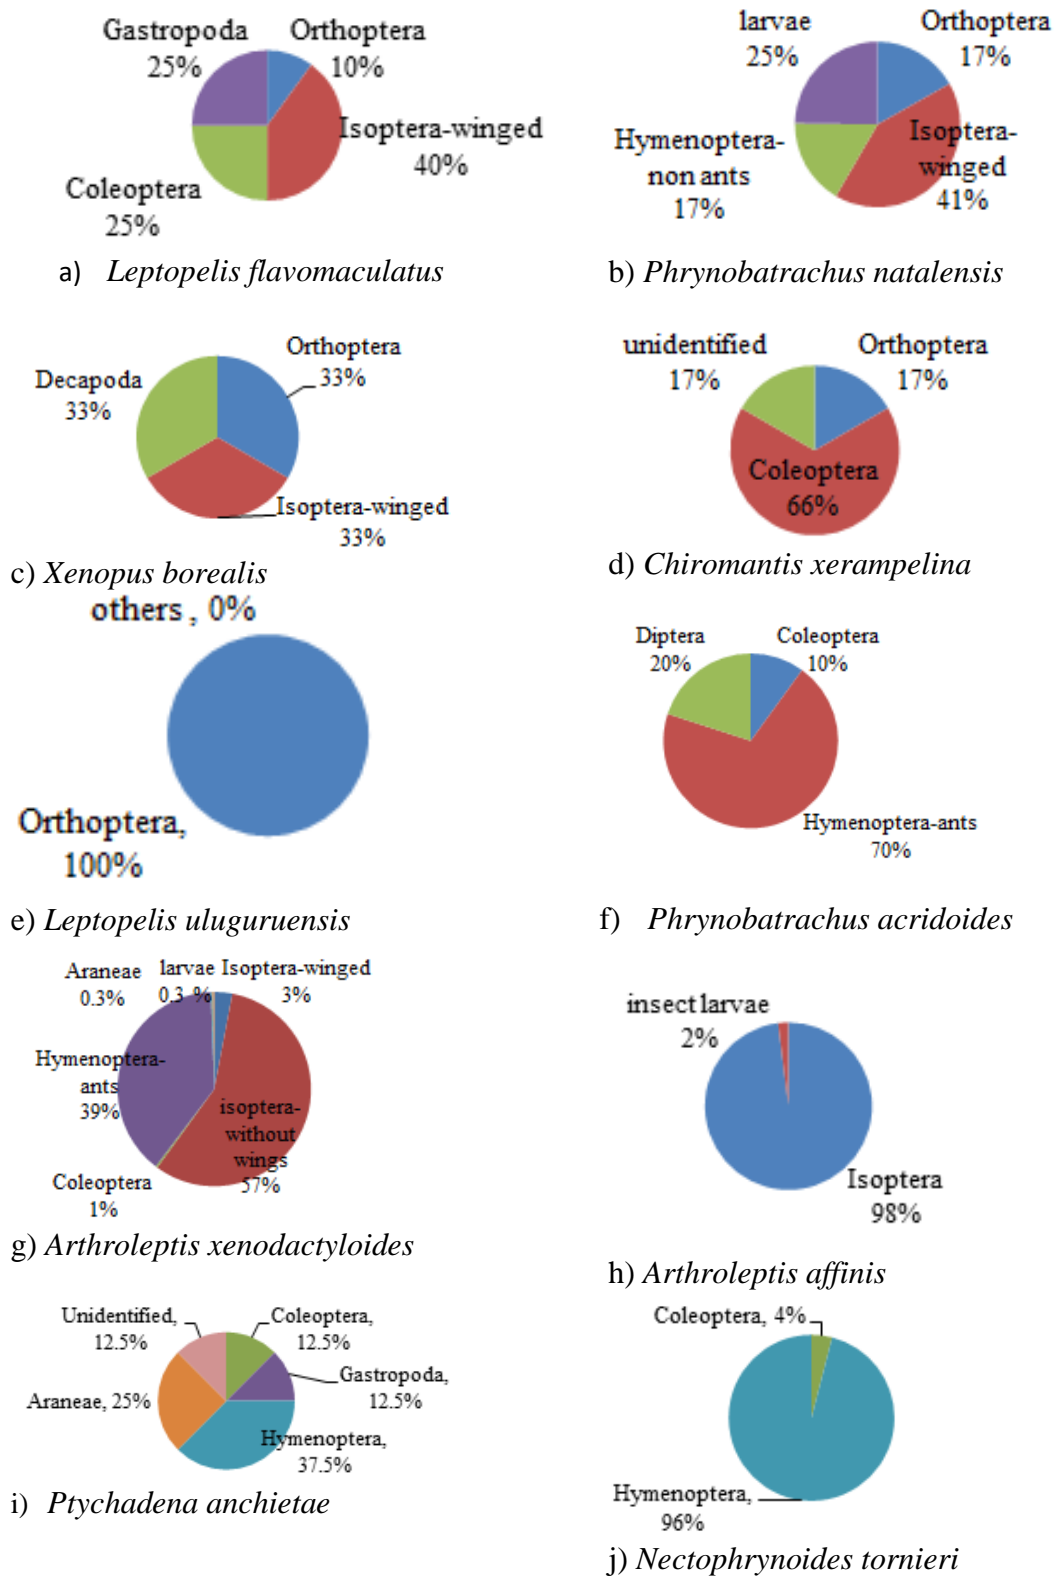 Gastropoda
25%
Orthoptera
10%
Isoptera-winged
40%
Coleoptera
25%
a) Leptopelis flavomaculatus
larvae
25%
Orthoptera
17%
Isoptera-
winged
41%
Hymenoptera-
non ants
17%
b) Phrynobatrachus natalensis
Orthoptera
33%
Decapoda
33%
Isoptera-winged
33%
c) Xenopus borealis
unidentified
17%
Orthoptera
17%
Coleoptera
66%
d) Chiromantis xerampelina
others , 0%
Orthoptera,
100%
e) Leptopelis uluguruensis
Diptera
20%
Coleoptera
10%
Hymenoptera-ants
70%
f) Phrynobatrachus acridoides
Araneae
0.3%
larvae
0.3 %
Isoptera-winged
3%
Hymenoptera-
ants
39%
isoptera-
without
wings
57%
Coleoptera
1%
g) Arthroleptis xenodactyloides
insect larvae
2%
Isoptera
98%
h) Arthroleptis affinis
Unidentified,
12.5%
Coleoptera,
12.5%
Gastropoda,
12.5%
Araneae, 25%
Hymenoptera,
37.5%
i) Ptychadena anchietae
Coleoptera, 4%
Hymenoptera,
96%
j) Nectophrynoides tornieri